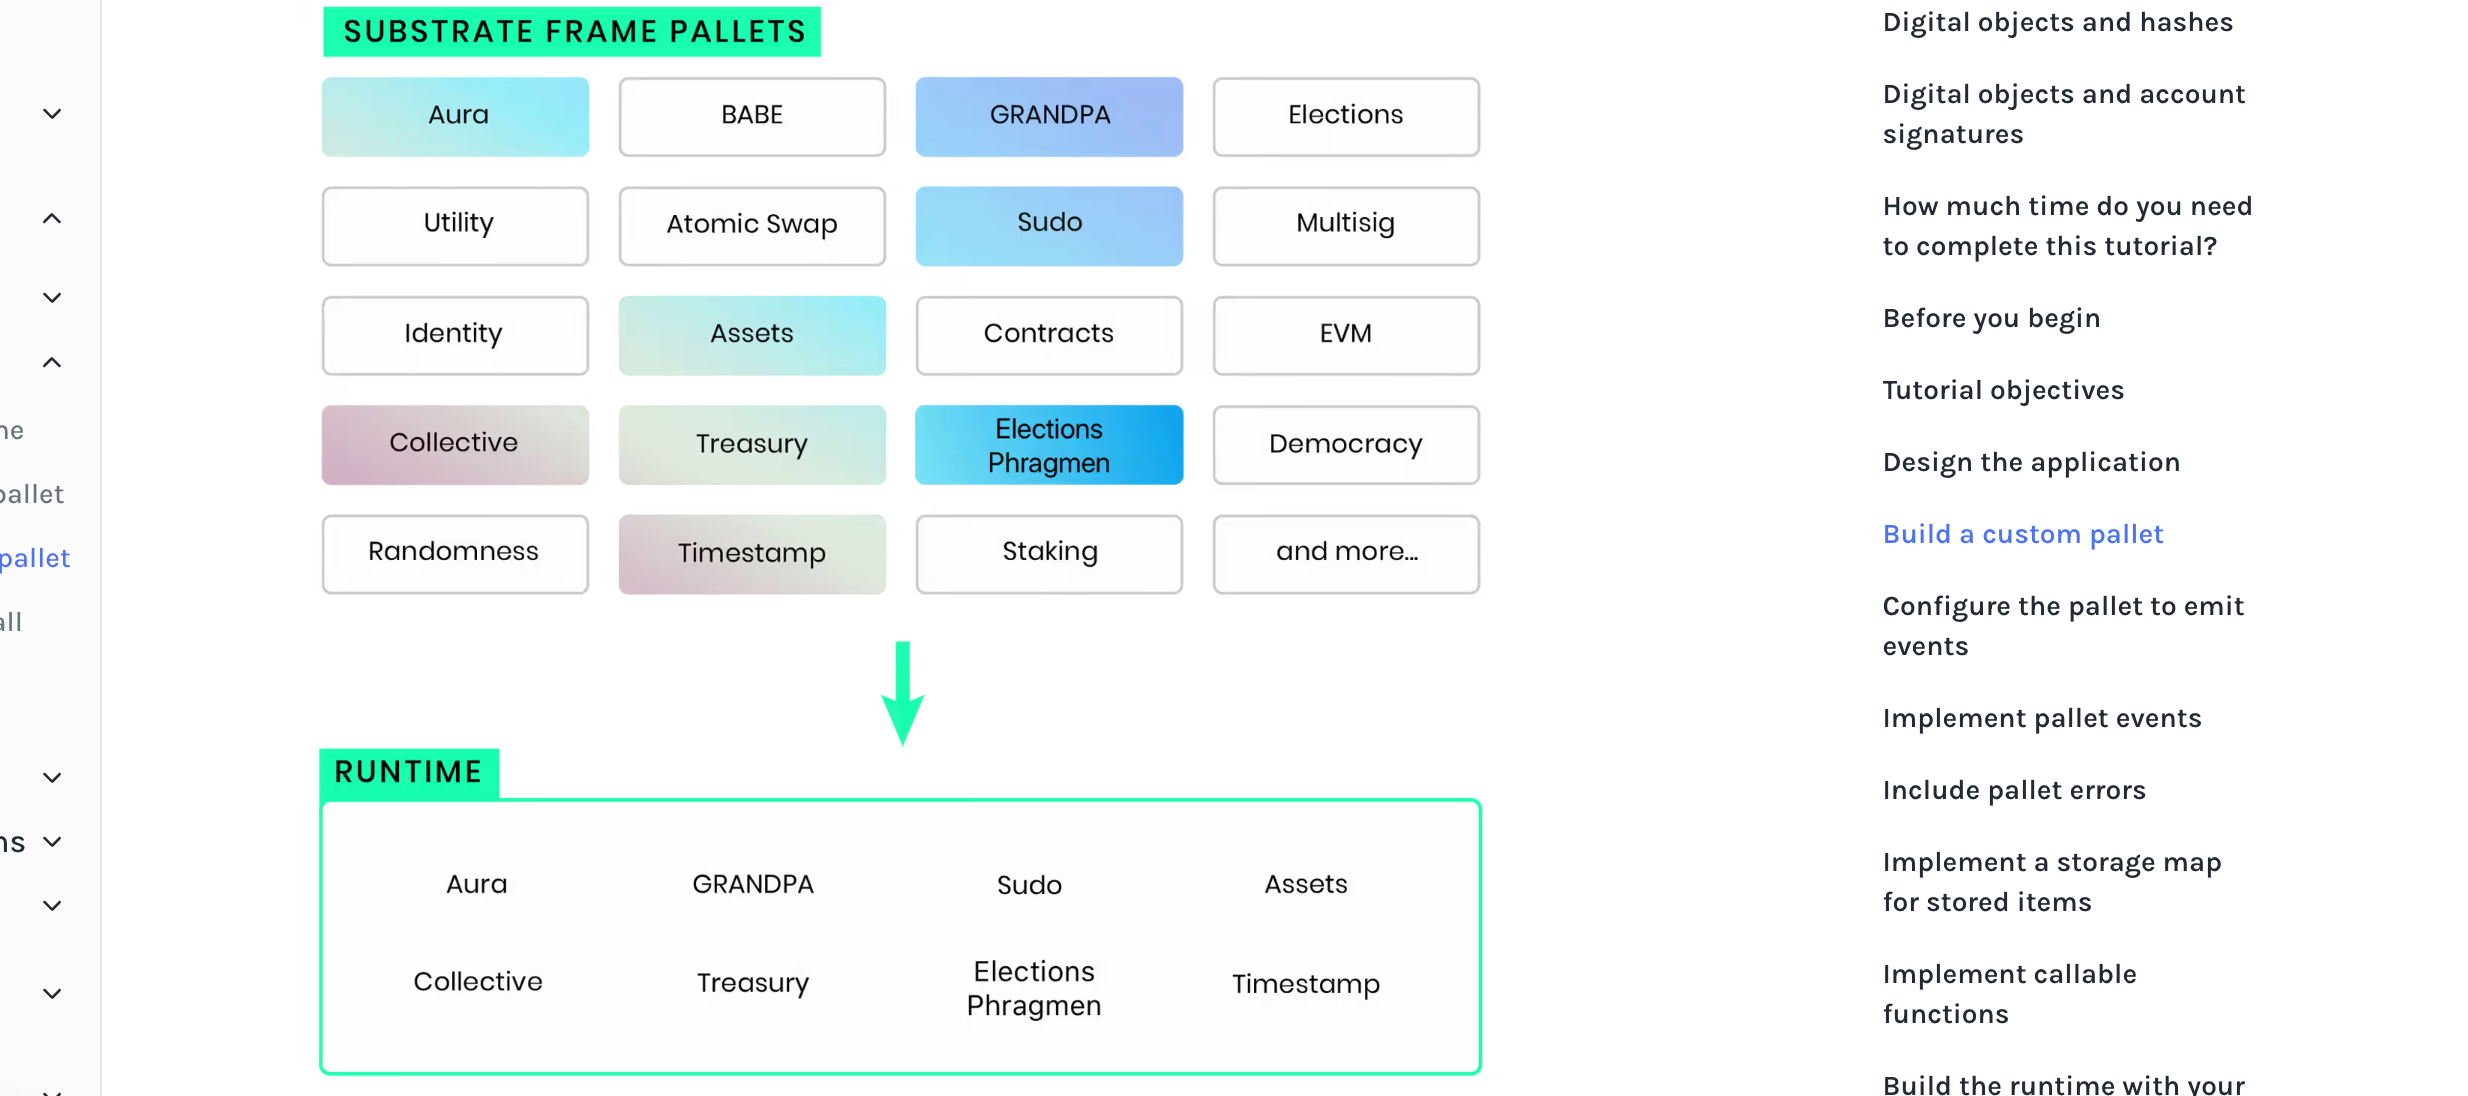 SUBSTRATE FRAME PALLETS
Aura
BABE
GRANDPA
Elections
Utility
Atomic Swap
Sudo
Multisig
Identity
Assets
Contracts
EVM
Collective
Treasury
Elections
Phragmen
Democracy
Randomness
Timestamp
Staking
and more...
RUNTIME
Aura
GRANDPA
Sudo
Assets
Collective
Treasury
Elections
Phragmen
Timestamp
pallet
pallet
Digital objects and hashes
Digital objects and account
signatures
How much time do you need
to complete this tutorial?
Before you begin
Tutorial objectives
Design the application
Build a custom pallet
Configure the pallet to emit
events
Implement pallet events
Include pallet errors
Implement a storage map
for stored items
Implement callable
functions
Build the runtime with your